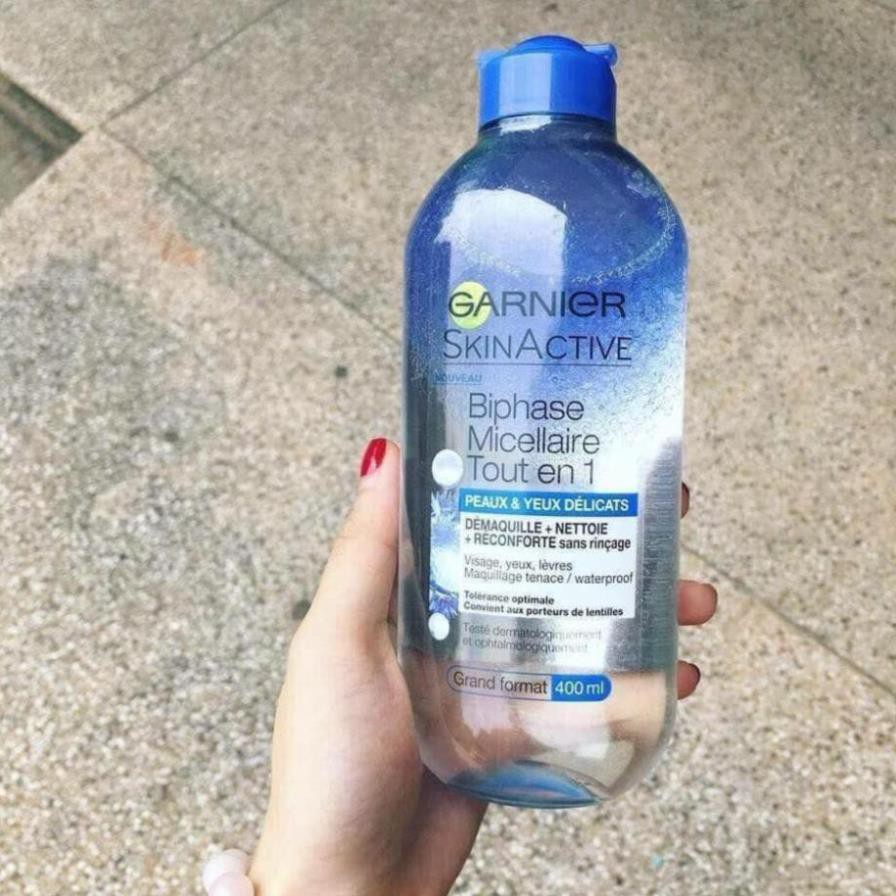 GARNIER
SKINACTIVE
NOUVEAU
Biphase
Micellaire
Tout en 1
PEAUX & YEUX DÉLICATS
DÉMAQUILLE + NETTOIE
+ RÉCONFORTE sans rinçage
Visage, yeux, lèvres
Maquillage tenace / waterproof
Tolérance optimale
Convient aux porteurs de lentilles
Testé dermatologiquement
et ophtalmologiquement
Grand format 400 ml